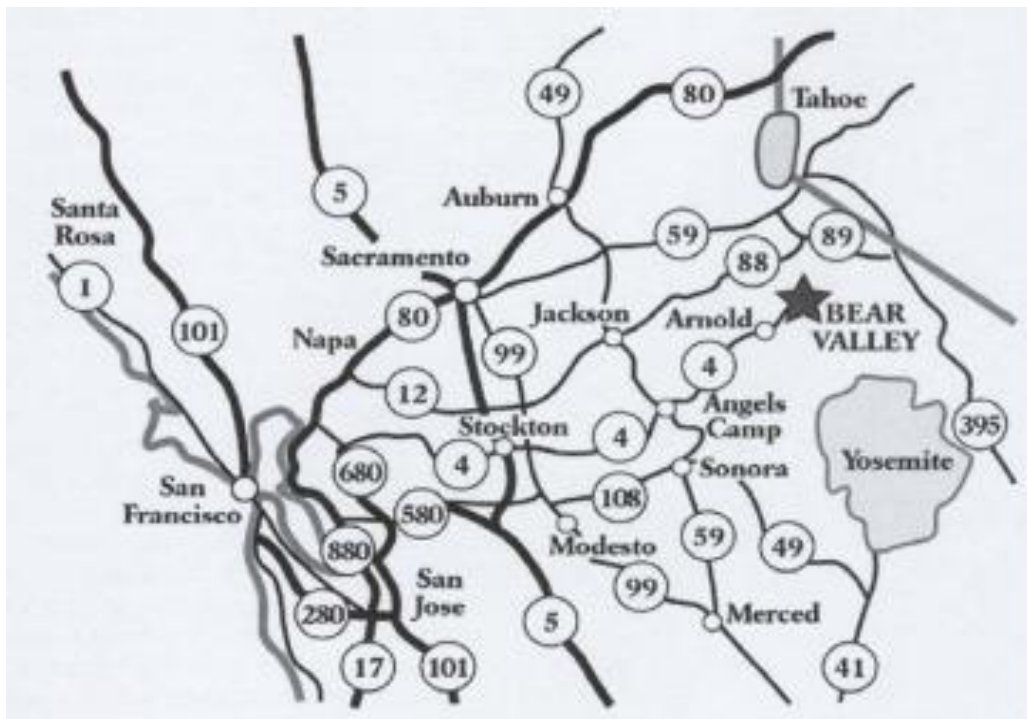 49
80
Tahoe
5
Auburn
Santa
Rosa
59
89
Sacramento
88
1
101
80
Napa
99
Jackson
Arnold
BEAR
VALLEY
12
4
Angels
Camp
Stockton
4
4
395
680
Sonora
Yosemite
San
Francisco
580
108
880
Modesto
59
49
San
Jose
99
280
5
Merced
17
101
41